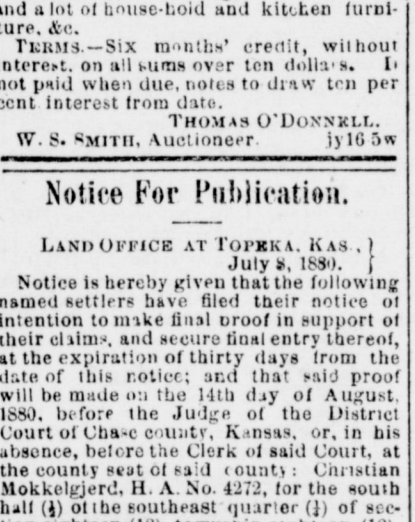 and a lot of house-hold and kitchen furni-
ture, &c.
TERMS.—Six months' credit, without
nterest, on all sums over ten dollars. If
not paid when due, notes to draw ten per
cent interest from date.
THOMAS O'DONNELL.
W. S. SMITH, Auctioneer. jy16 5w
Notice For Publication.
LAND OFFICE AT TOPEKA, KAS., }
July 8, 1880. }
Notice is hereby given that the following
named settlers have filed their notice of
intention to make final proof in support of
their claims, and secure final entry thereof,
at the expiration of thirty days from the
date of this notice; and that said proof
will be made on the 14th day of August,
1880, before the Judge of the District
Court of Chase county, Kansas, or, in his
absence, before the Clerk of said Court, at
the county seat of said county: Christian
Mokkelgjerd, H. A. No. 4272, for the south
half (½) of the southeast quarter (¼) of sec-